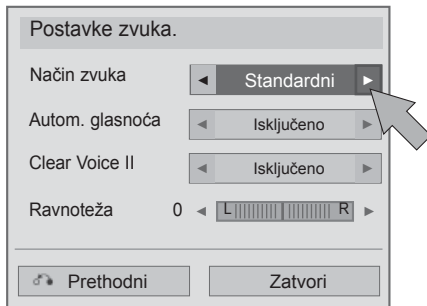 Postavke zvuka.
Način zvuka ◄ Standardni ►
Autom. glasnoća ◄ Isključeno ►
Clear Voice II ◄ Isključeno ►
Ravnoteža 0 ◄ L R ►
Prethodni Zatvori